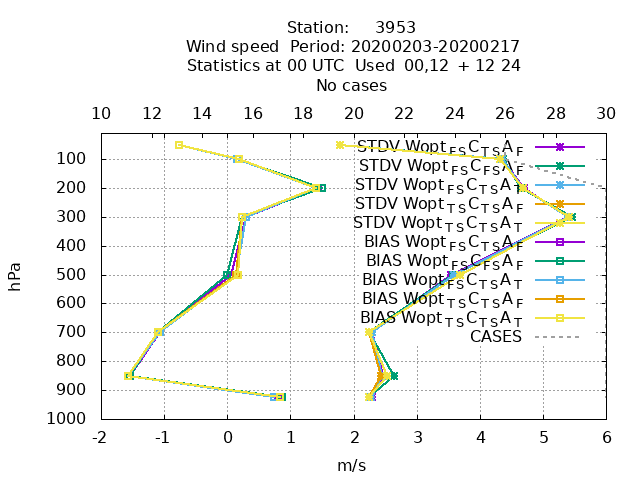 Station: 3953
Wind speed Period: 20200203-20200217
Statistics at 00 UTC Used 00,12 + 12 24
No cases
10 12 14 16 18 20 22 24 26 28 30
STDV Wopt FS C TS A F
STDV Wopt FS C FS A F
STDV Wopt FS C TS A T
STDV Wopt TS C TS A F
STDV Wopt TS C TS A T
BIAS Wopt FS C TS A F
BIAS Wopt FS C FS A F
BIAS Wopt FS C TS A T
BIAS Wopt TS C TS A F
BIAS Wopt TS C TS A T
CASES
100
200
300
400
500
600
700
800
900
1000
hPa
-2 -1 0 1 2 3 4 5 6
m/s